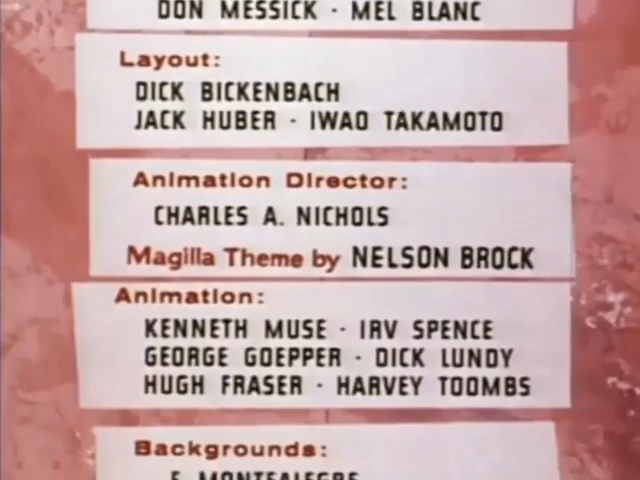 DON MESSICK · MEL BLANC
Layout:
DICK BICKENBACH
JACK HUBER · IWAO TAKAMOTO
Animation Director:
CHARLES A. NICHOLS
Magilla Theme by NELSON BROCK
Animation:
KENNETH MUSE · IRV SPENCE
GEORGE GOEPPER · DICK LUNDY
HUGH FRASER · HARVEY TOOMBS
Backgrounds:
F. MONTEALEGRE